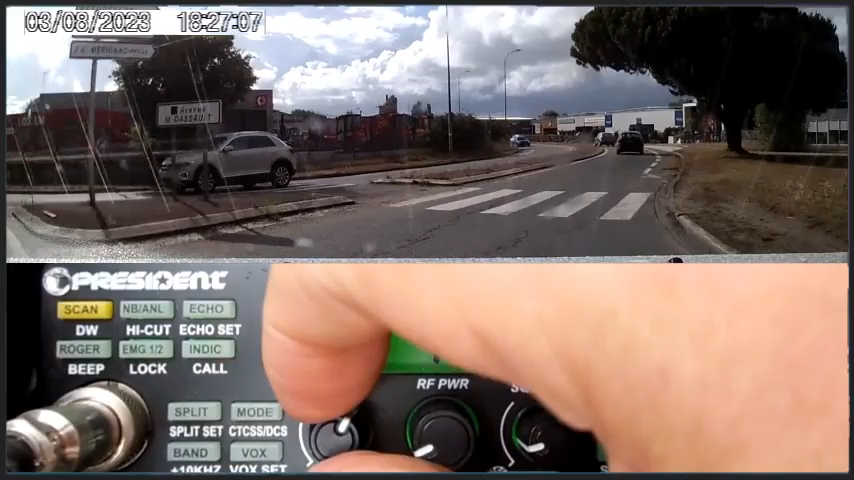 03/08/2023 18:27:07
Avenue
M.DASSAULT
PRESIDENT
SCAN NB/ANL ECHO
DW HI-CUT ECHO SET
ROGER EMG 1/2 INDIC
BEEP LOCK CALL
RF PWR
SPLIT MODE
SPLIT SET CTCSS/DCS
BAND VOX
+10KHZ VOX SET